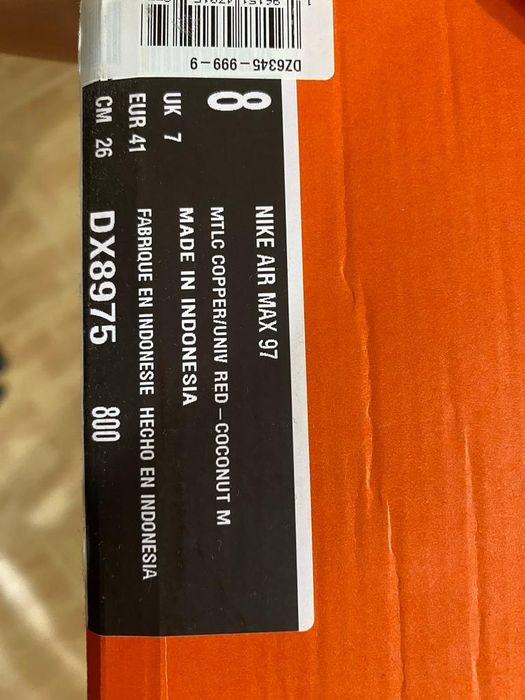 DZ6345-999-9
NIKE AIR MAX 97
MTLC COPPER/UNIV RED-COCONUT M
MADE IN INDONESIA
FABRIQUE EN INDONESIE HECHO EN INDONESIA
DX8975 800
8
UK 7
EUR 41
CM 26